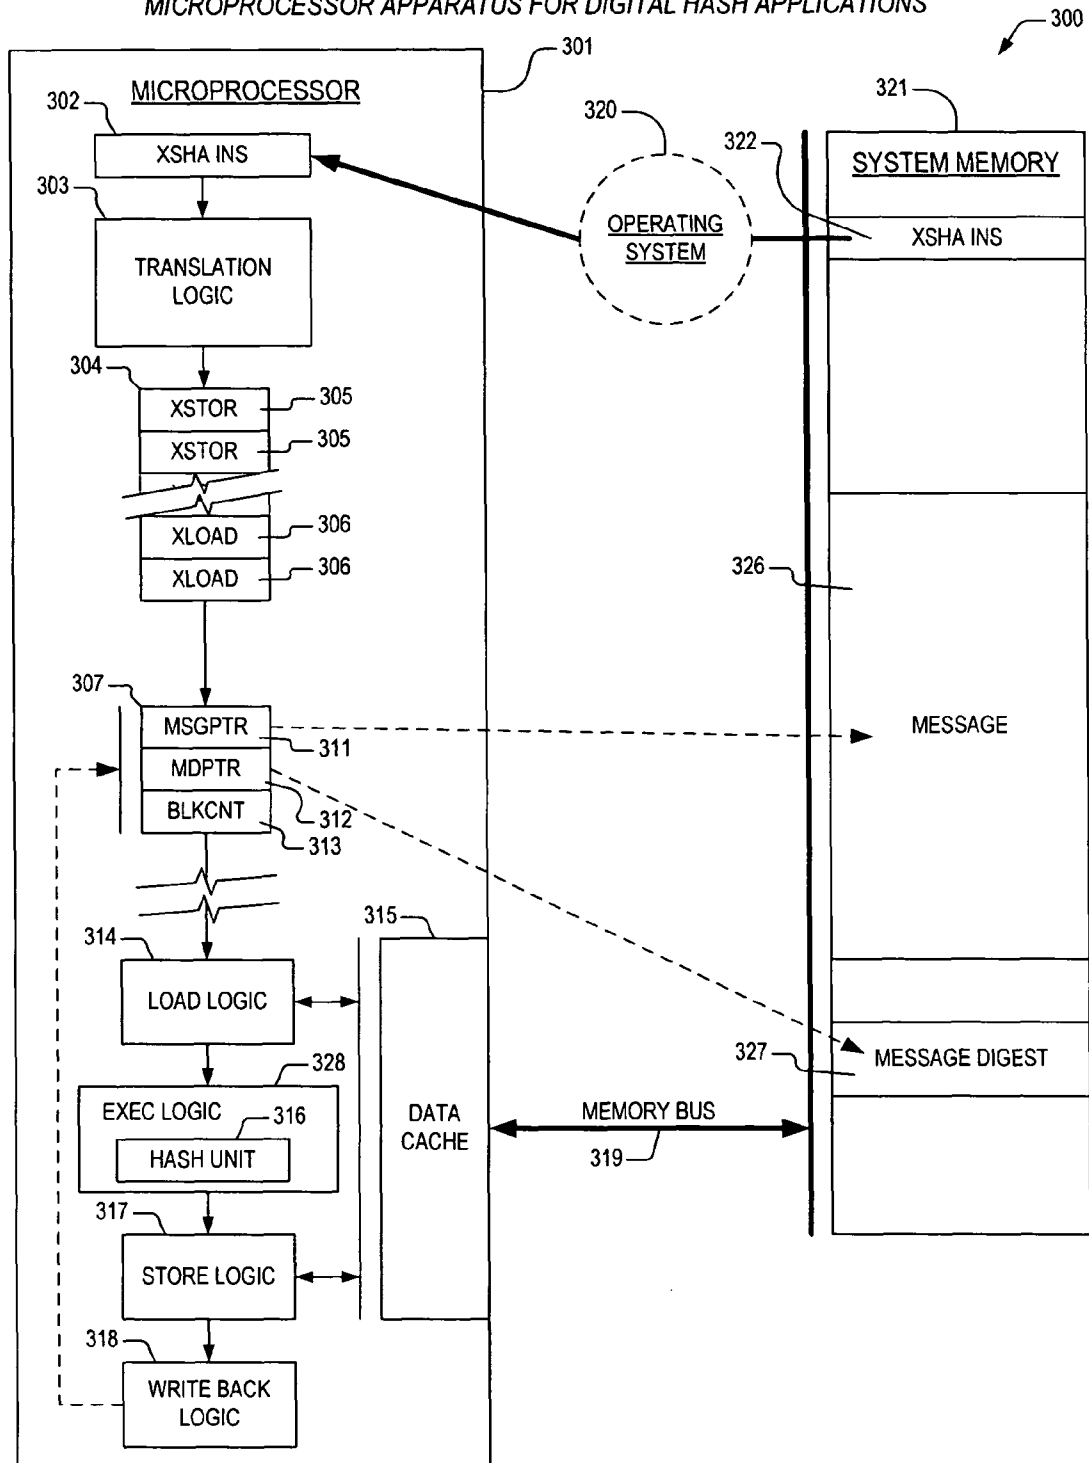 MICROPROCESSOR APPARATUS FOR DIGITAL HASH APPLICATIONS
300
301
MICROPROCESSOR
302
XSHA INS
303
TRANSLATION
LOGIC
304
XSTOR
305
XSTOR
305
XLOAD
306
XLOAD
306
307
MSGPTR
311
MDPTR
312
BLKCNT
313
314
LOAD LOGIC
315
DATA
CACHE
328
EXEC LOGIC
316
HASH UNIT
317
STORE LOGIC
318
WRITE BACK
LOGIC
320
OPERATING
SYSTEM
321
322
SYSTEM MEMORY
XSHA INS
326
MESSAGE
327
MESSAGE DIGEST
MEMORY BUS
319